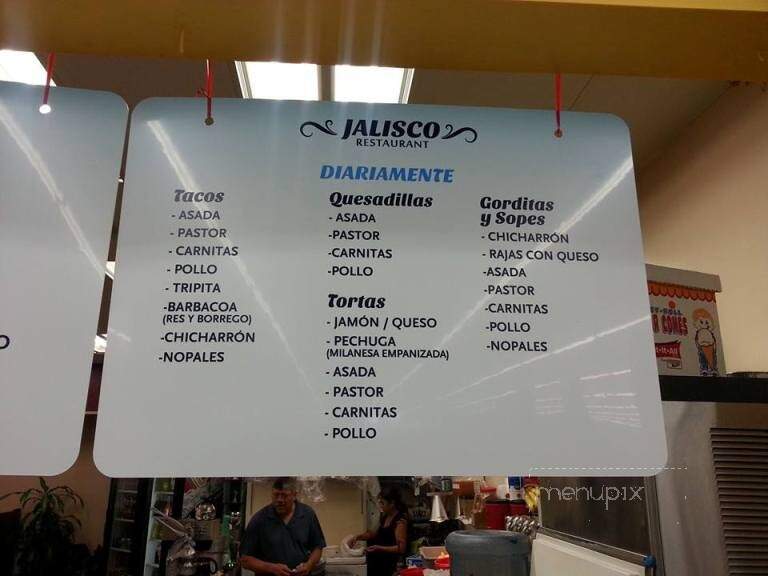 JALISCO
RESTAURANT
DIARIAMENTE
Tacos
- ASADA
- PASTOR
- CARNITAS
- POLLO
- TRIPITA
-BARBACOA
(RES Y BORREGO)
-CHICHARRÓN
-NOPALES
Quesadillas
- ASADA
-PASTOR
-CARNITAS
-POLLO
Tortas
- JAMÓN / QUESO
- PECHUGA
(MILANESA EMPANIZADA)
- ASADA
- PASTOR
- CARNITAS
- POLLO
Gorditas
y Sopes
- CHICHARRÓN
- RAJAS CON QUESO
-ASADA
-PASTOR
-CARNITAS
-POLLO
-NOPALES
O
CONES
menupix